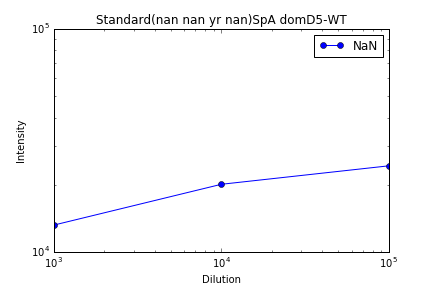 Standard(nan nan yr nan)SpA domD5-WT
10^5
NaN
Intensity
10^4
10^3
10^4
10^5
Dilution